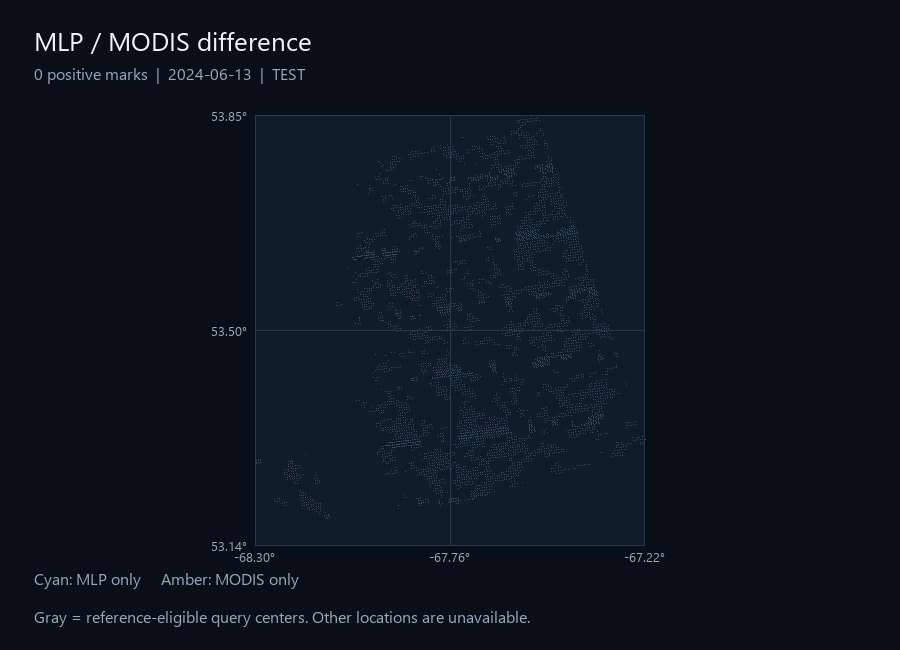 MLP / MODIS difference
0 positive marks | 2024-06-13 | TEST
53.85°
53.50°
53.14°
-68.30° -67.76° -67.22°
Cyan: MLP only Amber: MODIS only
Gray = reference-eligible query centers. Other locations are unavailable.